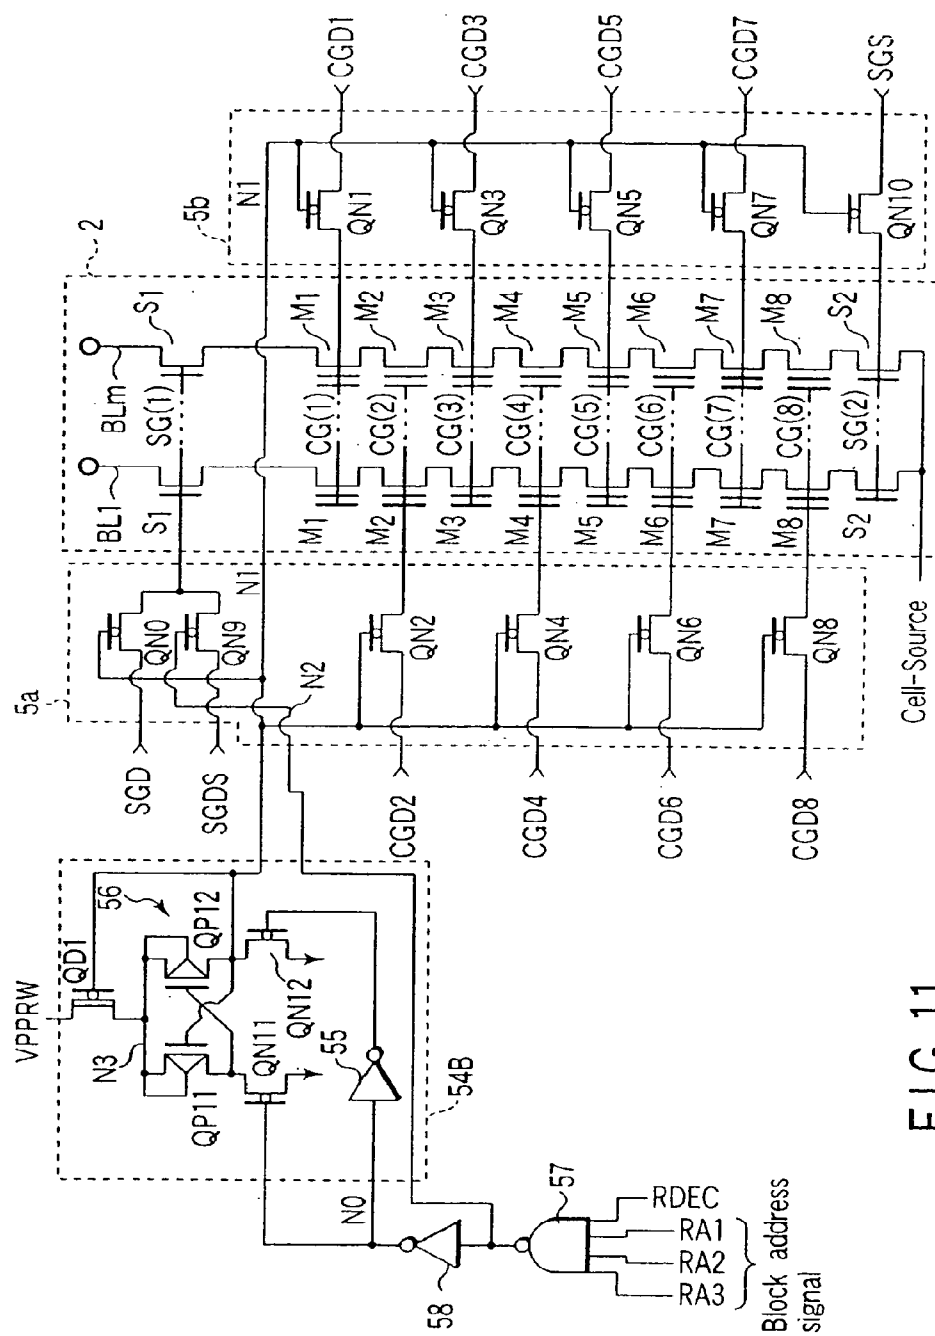 VPPRW
QD1
N3
56
QP11
QP12
QN11
QN12
55
54B
N0
58
57
RDEC
RA1
RA2
RA3
Block address
signal
5a
SGD
SGDS
QN0
QN9
N1
N2
CGD2
CGD4
CGD6
CGD8
QN2
QN4
QN6
QN8
Cell-Source
2
BL1
BLm
S1
S1
SG(1)
M1
CG(1)
M1
M2
CG(2)
M2
M3
CG(3)
M3
M4
CG(4)
M4
M5
CG(5)
M5
M6
CG(6)
M6
M7
CG(7)
M7
M8
CG(8)
M8
S2
SG(2)
S2
5b
N1
QN1
QN3
QN5
QN7
QN10
CGD1
CGD3
CGD5
CGD7
SGS
FIG. 11